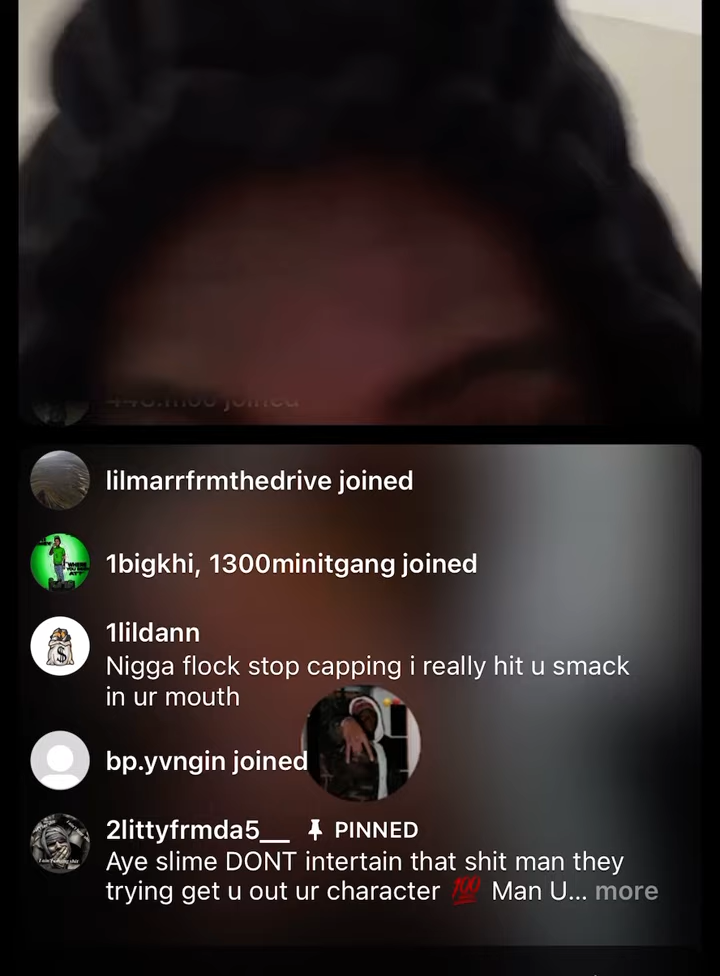 joined
lilmarrfrmthedrive joined
1bigkhi, 1300minitgang joined
1lildann
Nigga flock stop capping i really hit u smack
in ur mouth
bp.yvngin joined
2littyfrmda5__ PINNED
Aye slime DONT intertain that shit man they
trying get u out ur character 💯 Man U... more